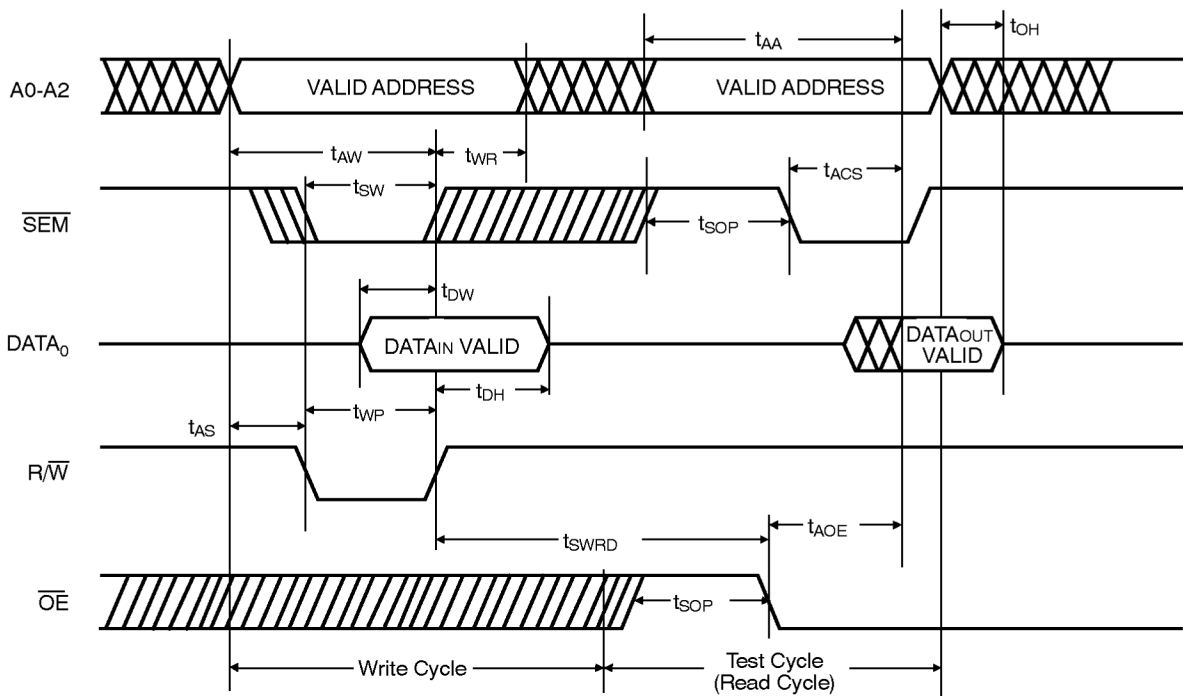 tAA
tOH
A0-A2
VALID ADDRESS
VALID ADDRESS
tAW
tWR
tSW
tACS
SEM
tSOP
tDW
DATA0
DATAIN VALID
DATAOUT
VALID
tDH
tWP
tAS
R/W
tSWRD
tAOE
OE
tSOP
Write Cycle
Test Cycle
(Read Cycle)